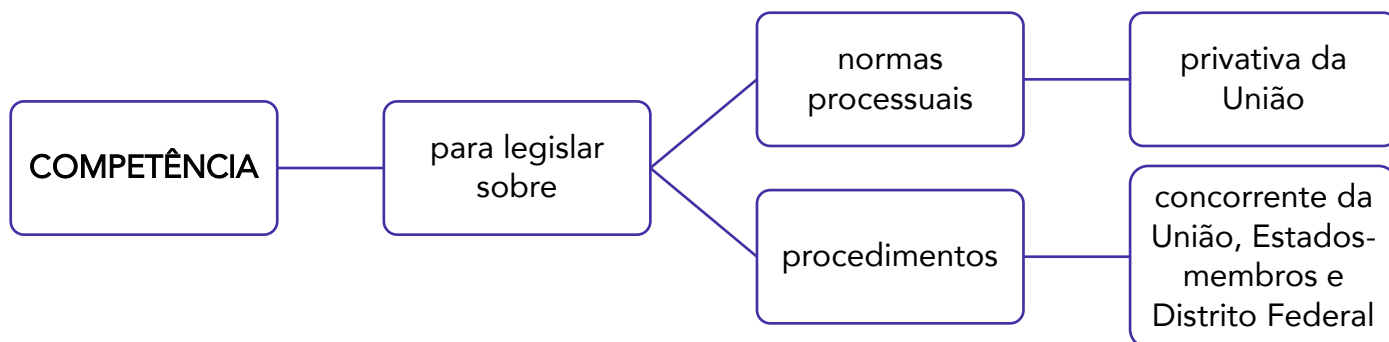 COMPETÊNCIA
para legislar
sobre
normas
processuais
privativa da
União
procedimentos
concorrente da
União, Estados-
membros e
Distrito Federal